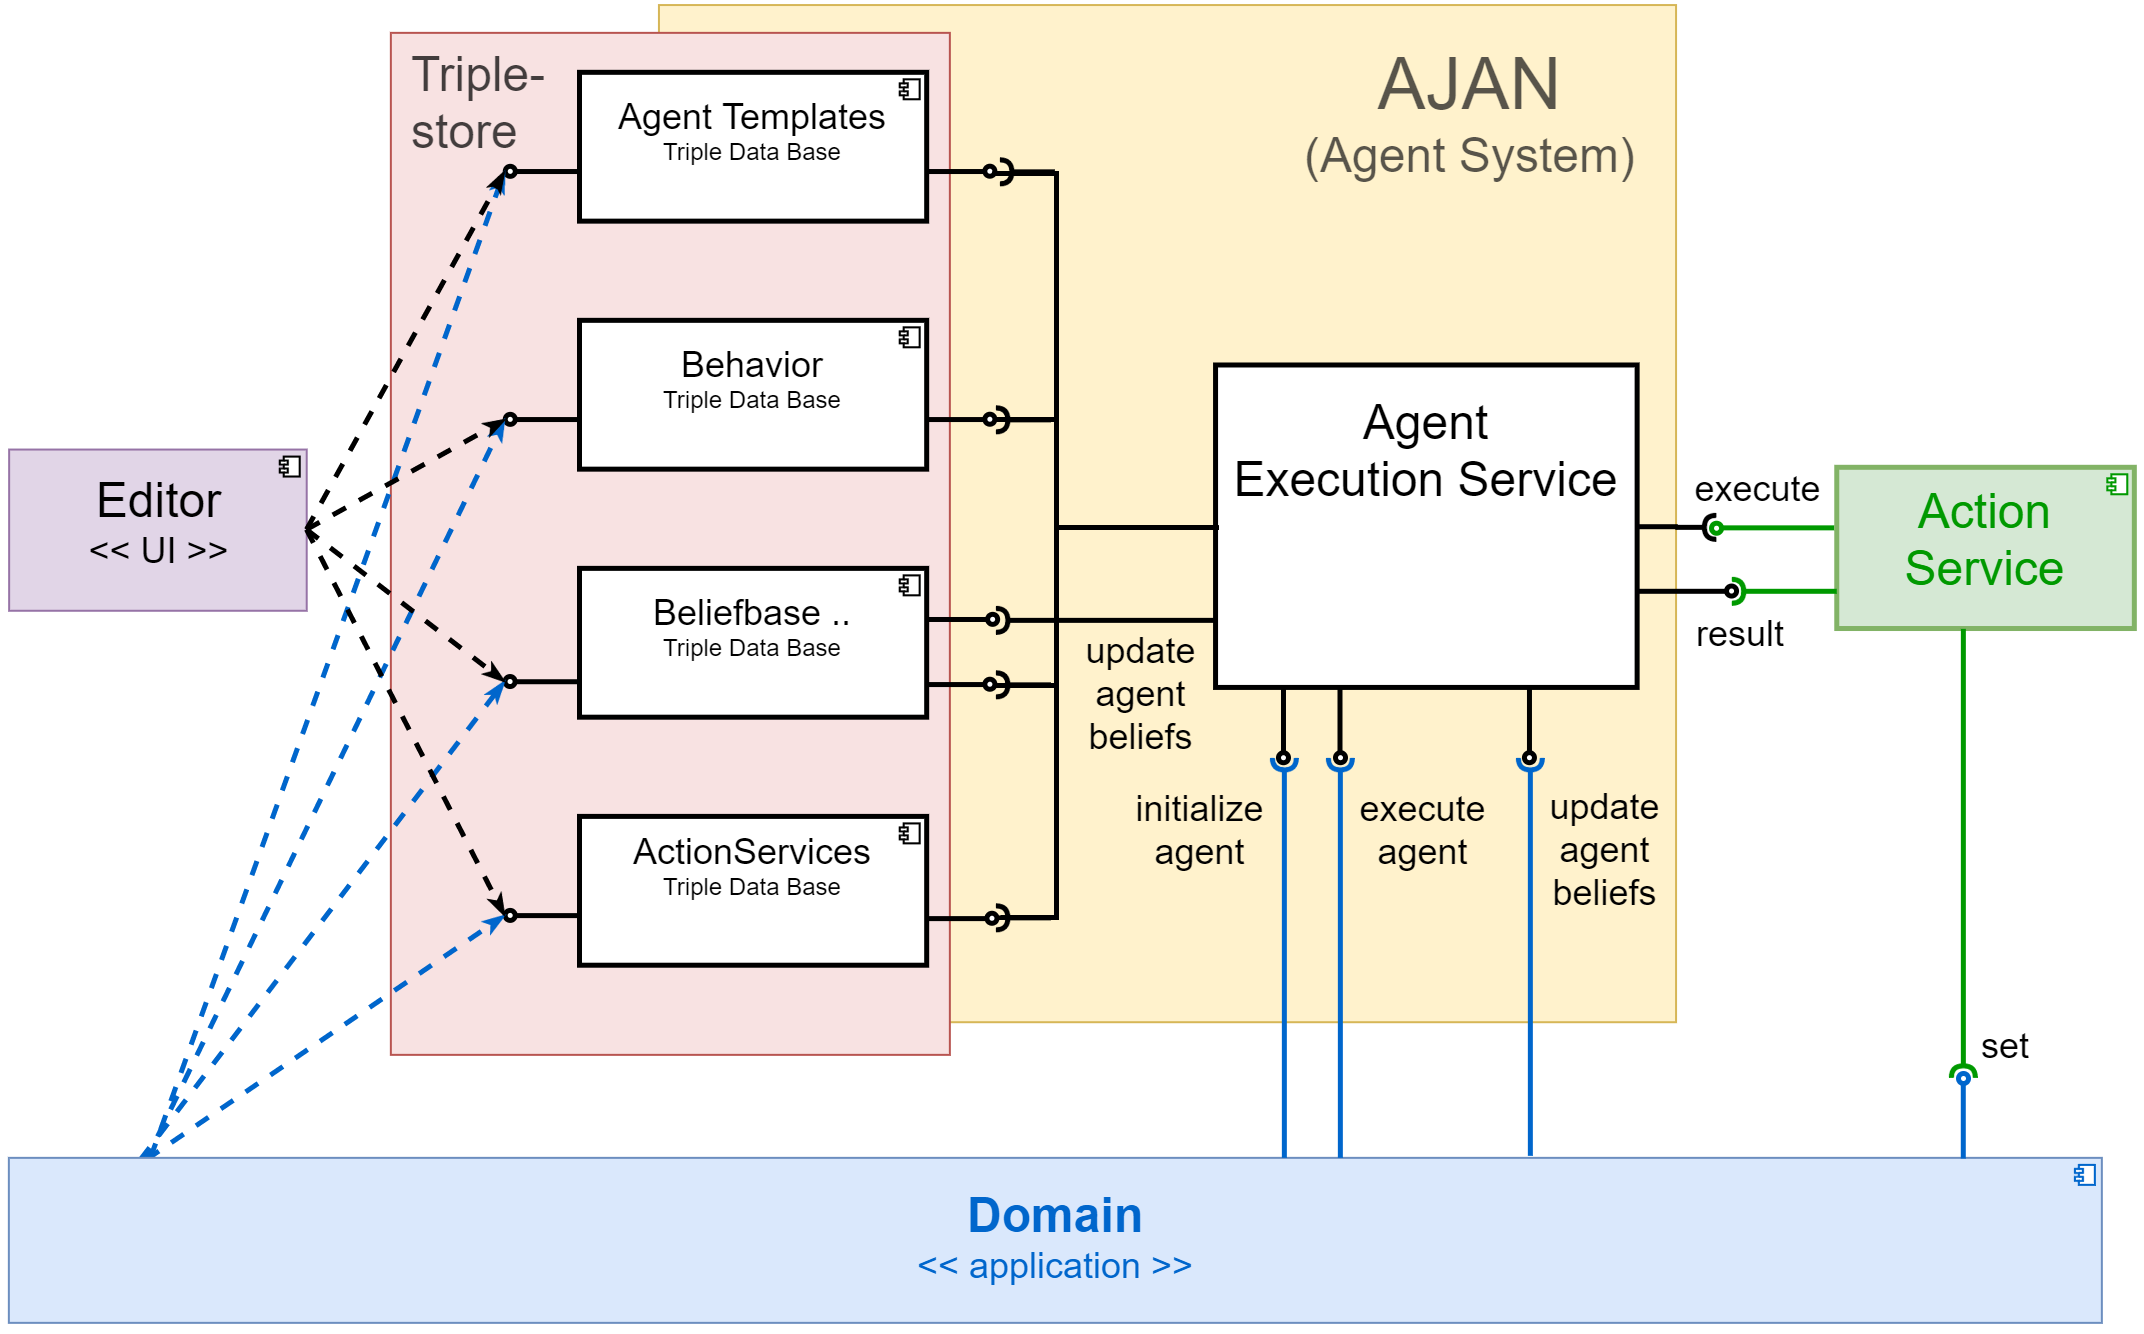 Triple-
store
AJAN
(Agent System)
Agent Templates
Triple Data Base
Behavior
Triple Data Base
Editor
<< UI >>
Beliefbase ..
Triple Data Base
ActionServices
Triple Data Base
Agent
Execution Service
update
agent
beliefs
initialize
agent
execute
agent
update
agent
beliefs
execute
result
Action
Service
set
Domain
<< application >>